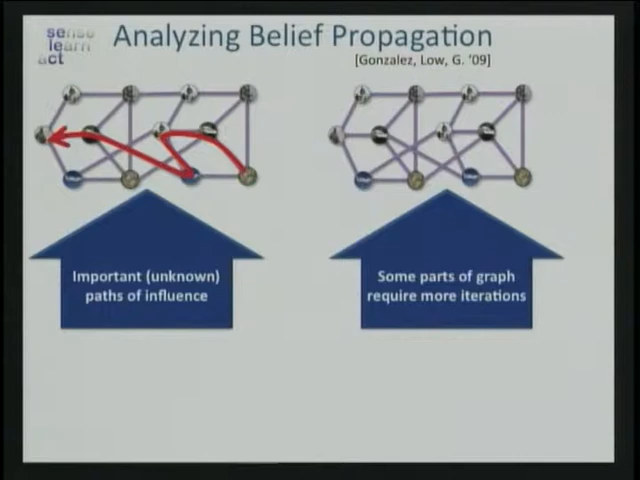 sense
learn
act
Analyzing Belief Propagation
[Gonzalez, Low, G. '09]
Important (unknown)
paths of influence
Some parts of graph
require more iterations